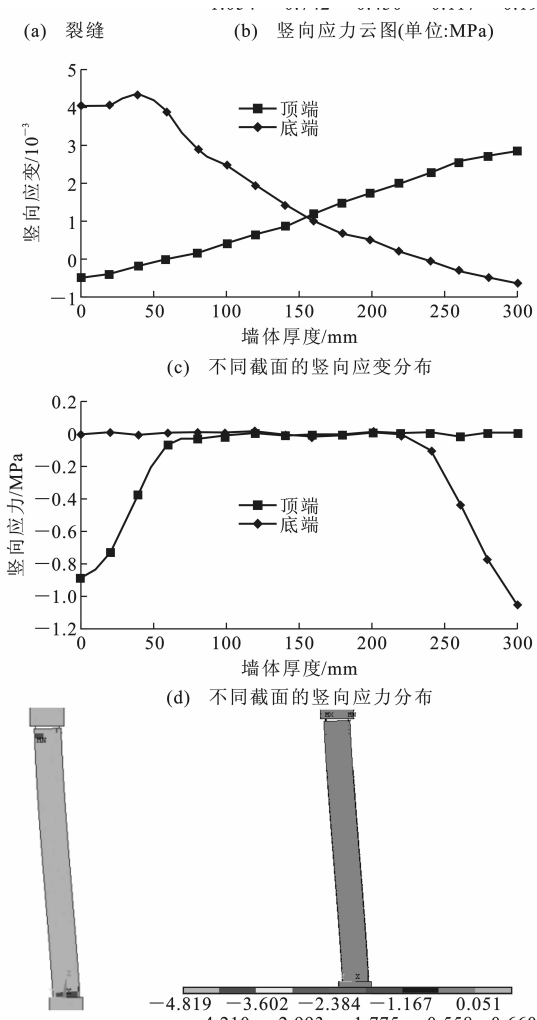 (a) 裂缝 (b) 竖向应力云图(单位:MPa)
5
4
3
2
1
0
-1
竖向应变/10⁻³
顶端
底端
0 50 100 150 200 250 300
墙体厚度/mm
(c) 不同截面的竖向应变分布
0.2
0
-0.2
-0.4
-0.6
-0.8
-1.0
-1.2
竖向应力/MPa
顶端
底端
0 50 100 150 200 250 300
墙体厚度/mm
(d) 不同截面的竖向应力分布
-4.819 -3.602 -2.384 -1.167 0.051